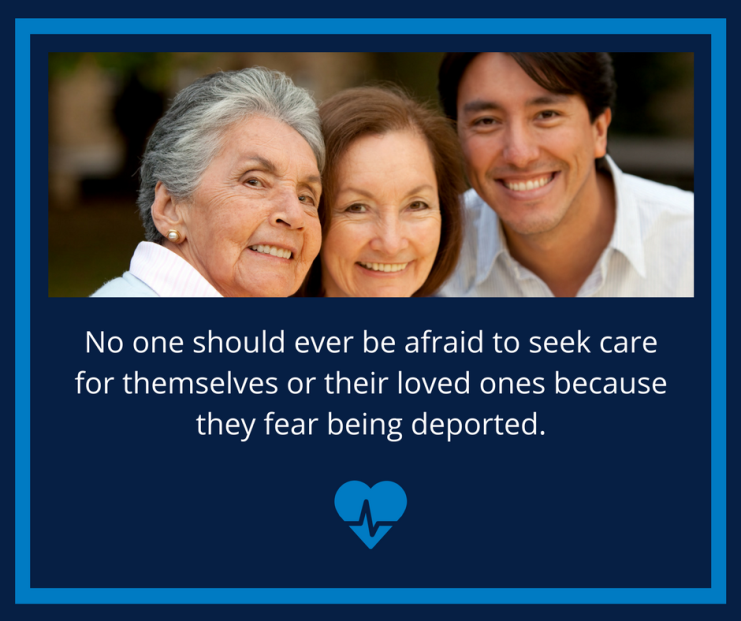 No one should ever be afraid to seek care
for themselves or their loved ones because
they fear being deported.